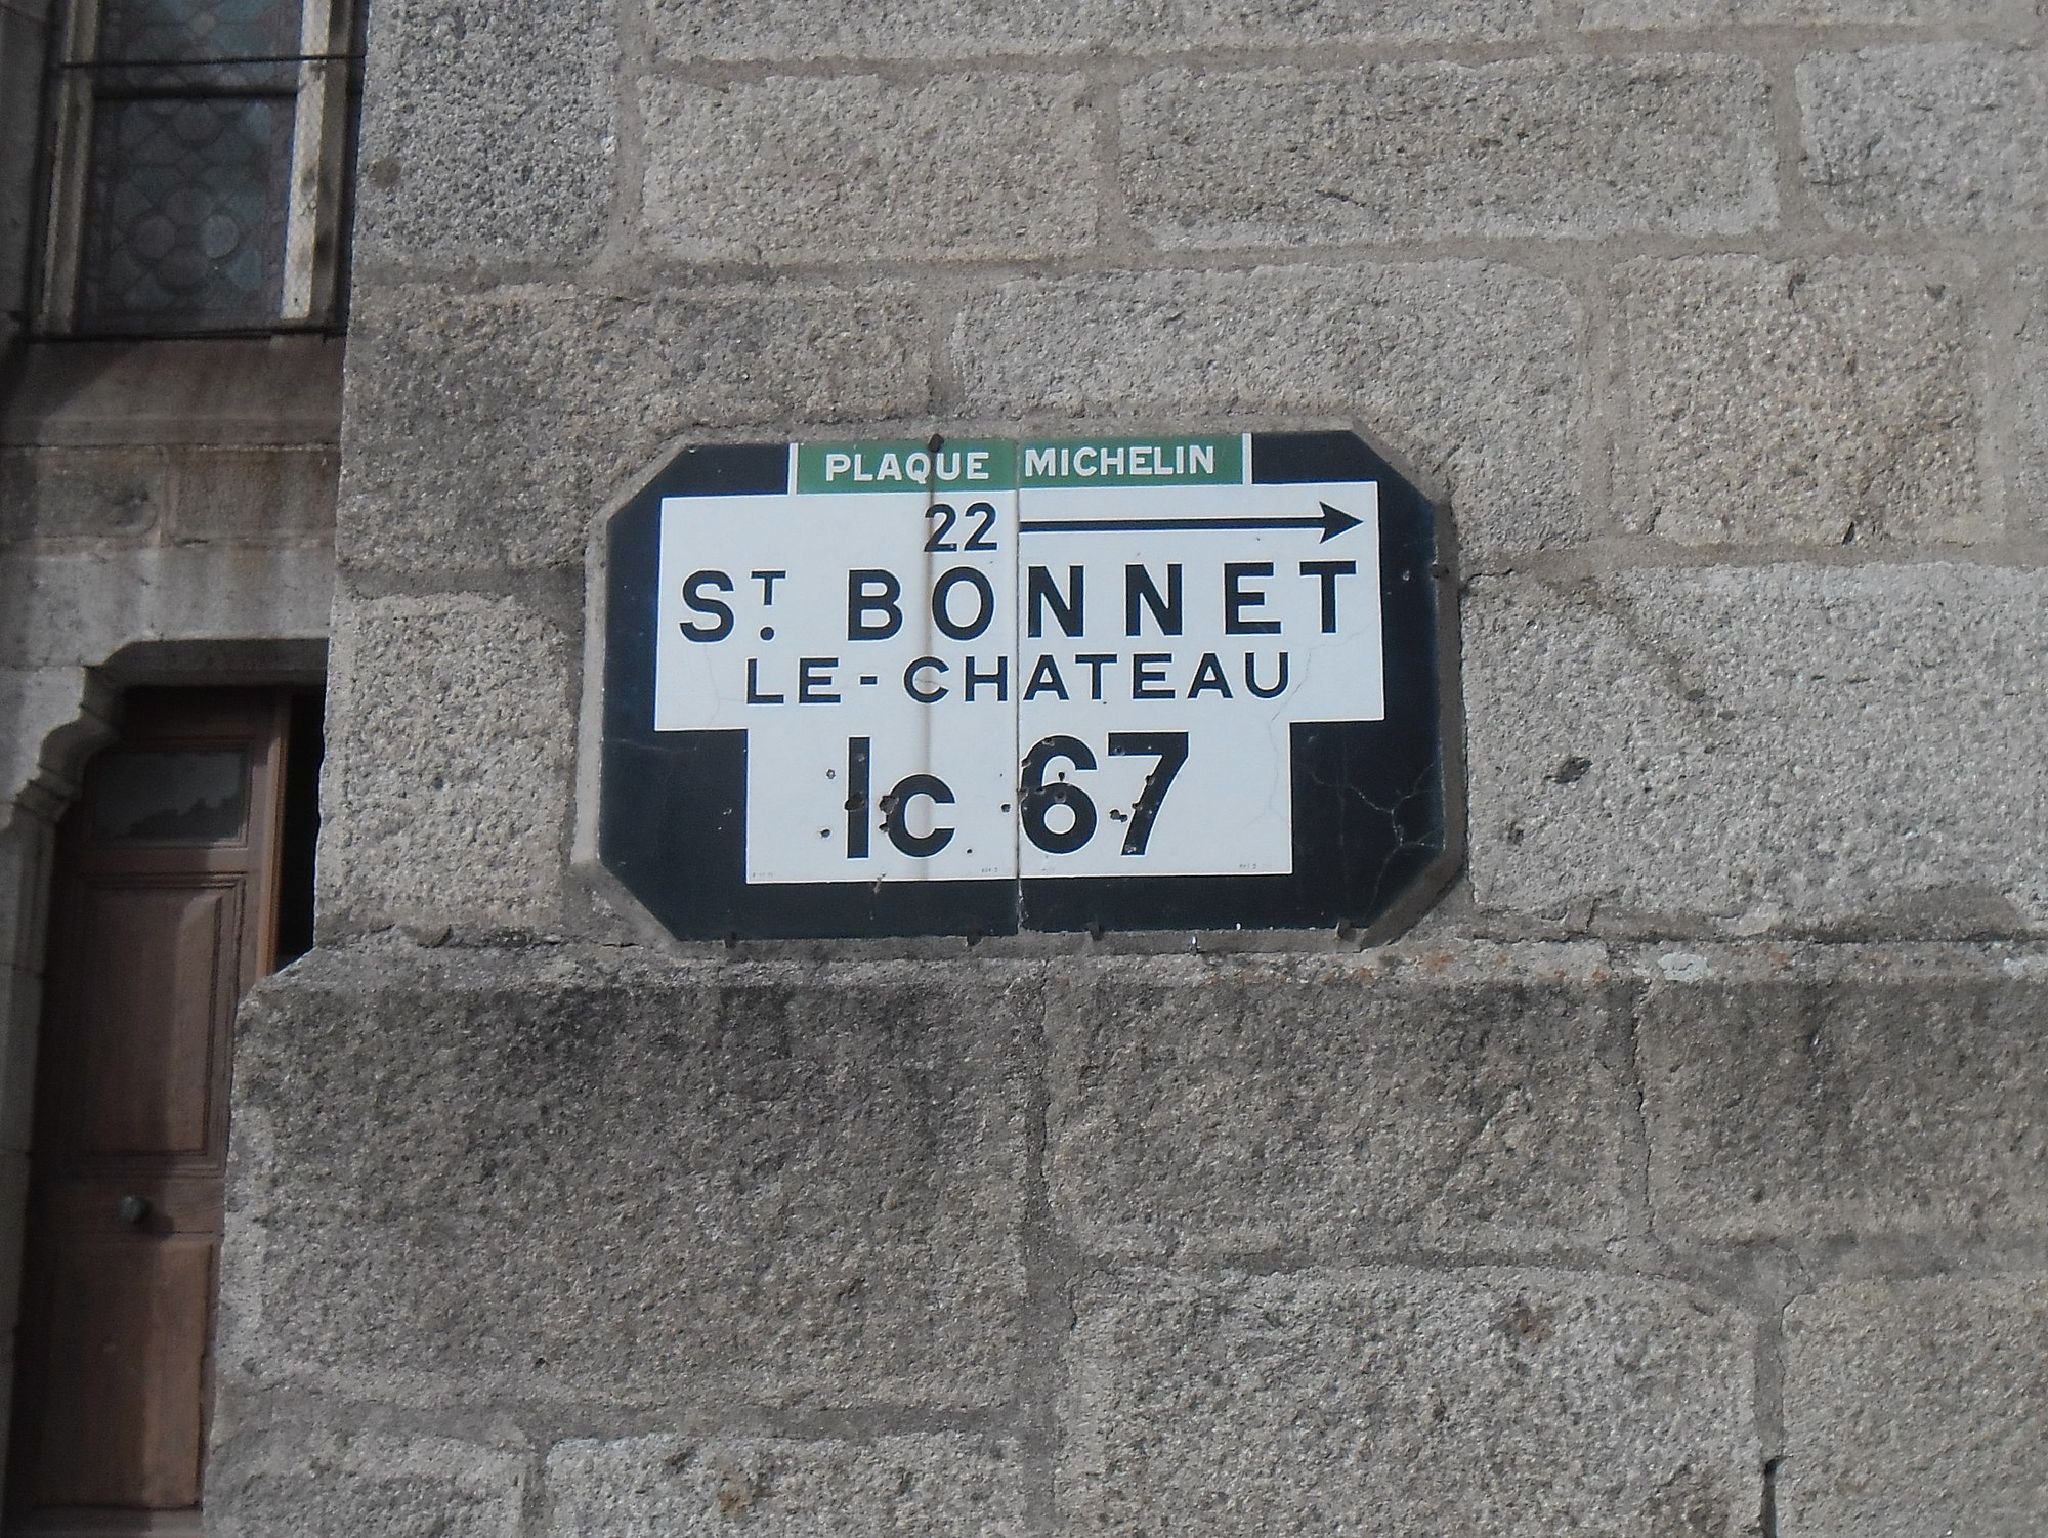 PLAQUE MICHELIN
22
ST. BONNET
LE-CHATEAU
Ic 67